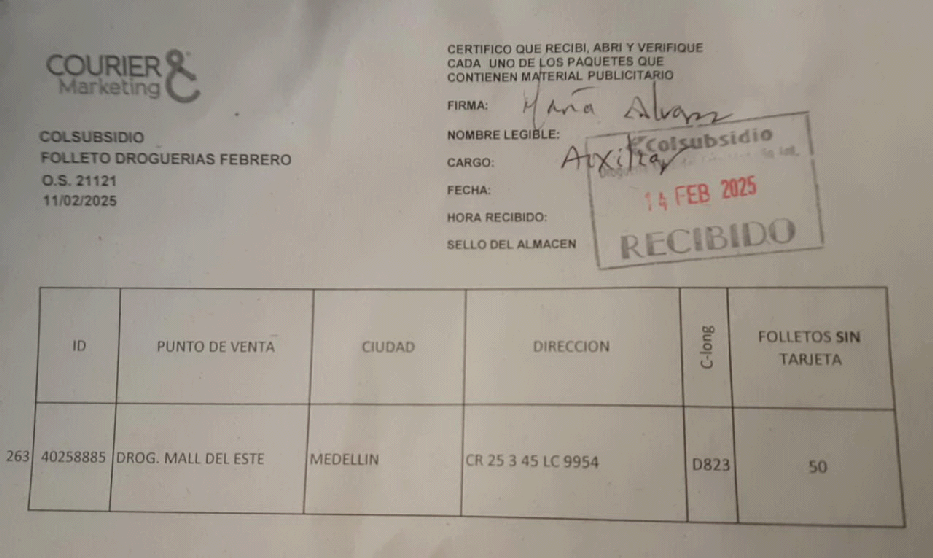 COURIER &
Marketing
COLSUBSIDIO
FOLLETO DROGUERIAS FEBRERO
O.S. 21121
11/02/2025
CERTIFICO QUE RECIBI, ABRI Y VERIFIQUE
CADA UNO DE LOS PAQUETES QUE
CONTIENEN MATERIAL PUBLICITARIO
FIRMA: María
NOMBRE LEGIBLE:
CARGO: Auxiliar
FECHA:
HORA RECIBIDO:
SELLO DEL ALMACEN
Colsubsidio
14 FEB 2025
RECIBIDO
ID PUNTO DE VENTA CIUDAD DIRECCION C-long FOLLETOS SIN
TARJETA
263 40258885 DROG. MALL DEL ESTE MEDELLIN CR 25 3 45 LC 9954 D823 50